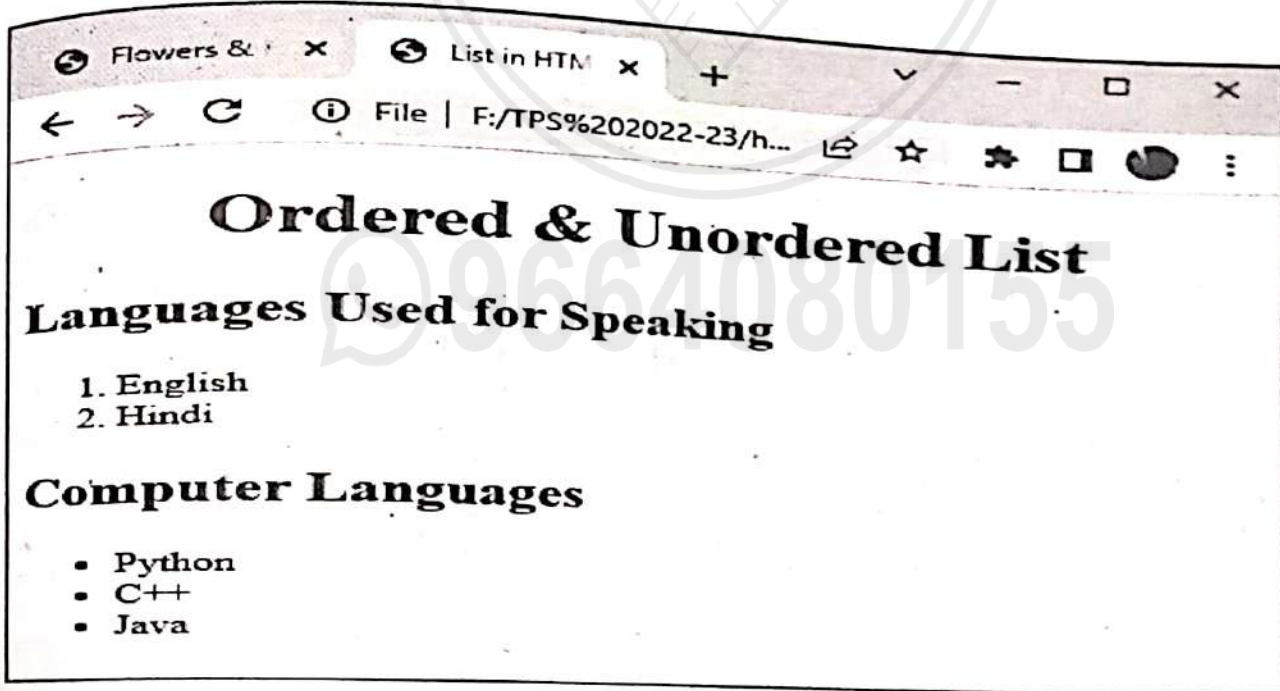 Flowers &
List in HTM
File | F:/TPS%202022-23/h...
Ordered & Unordered List
Languages Used for Speaking
1. English
2. Hindi
Computer Languages
• Python
• C++
• Java
9664080155